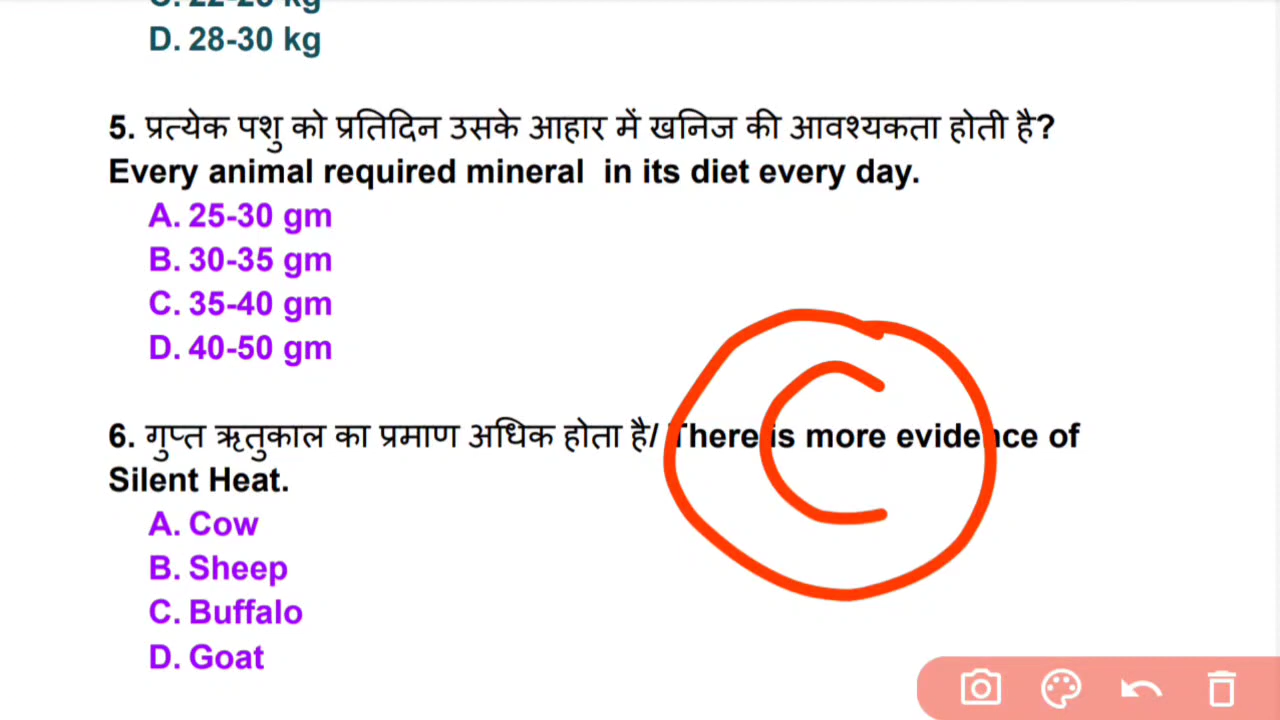 D. 28-30 kg
5. प्रत्येक पशु को प्रतिदिन उसके आहार में खनिज की आवश्यकता होती है?
Every animal required mineral in its diet every day.
A. 25-30 gm
B. 30-35 gm
C. 35-40 gm
D. 40-50 gm
6. गुप्त ऋतुकाल का प्रमाण अधिक होता है/ There is more evidence of
Silent Heat.
C
A. Cow
B. Sheep
C. Buffalo
D. Goat